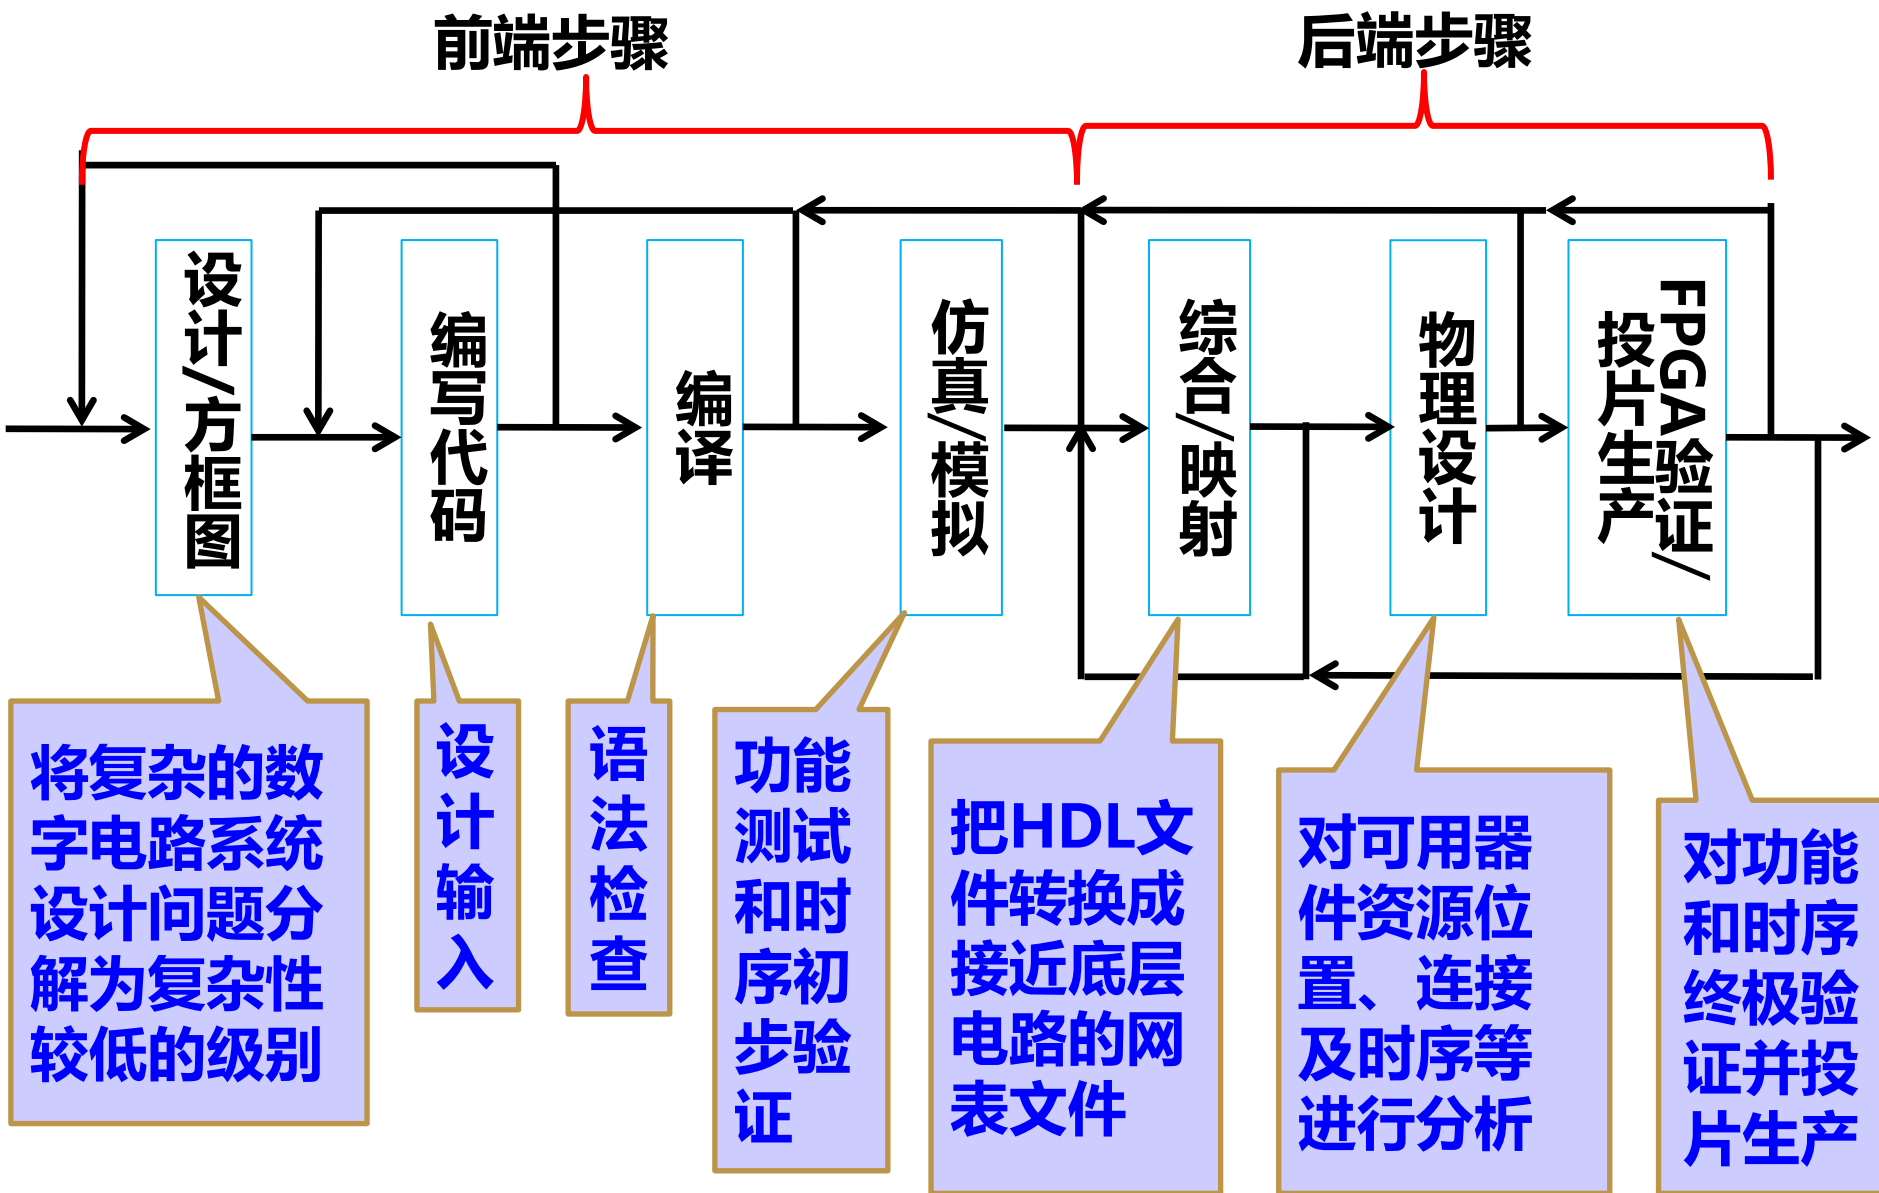 前端步骤
后端步骤
设计/方框图
编写代码
编译
仿真/模拟
综合/映射
物理设计
FPGA验证/
投片生产
将复杂的数
字电路系统
设计问题分
解为复杂性
较低的级别
设
计
输
入
语
法
检
查
功能
测试
和时
序初
步验
证
把HDL文
件转换成
接近底层
电路的网
表文件
对可用器
件资源位
置、连接
及时序等
进行分析
对功能
和时序
终极验
证并投
片生产